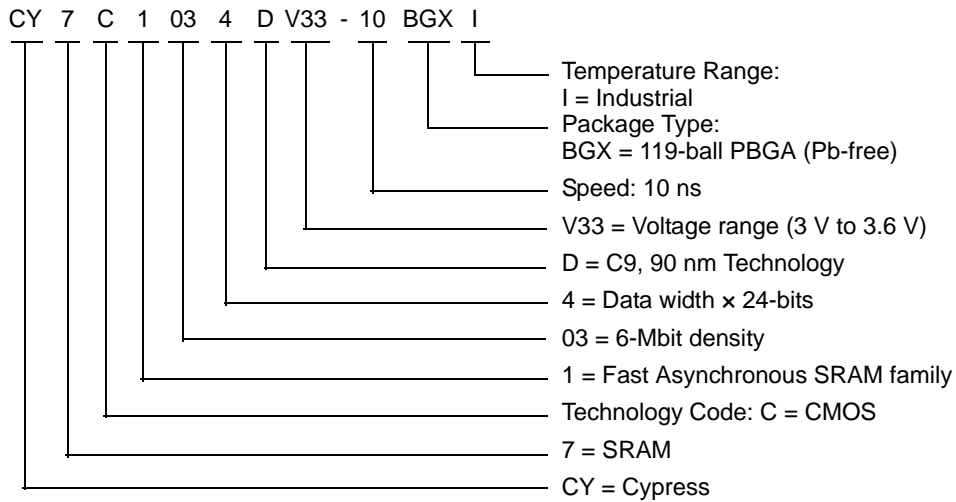 CY 7 C 1 03 4 D V33 - 10 BGX I
Temperature Range:
I = Industrial
Package Type:
BGX = 119-ball PBGA (Pb-free)
Speed: 10 ns
V33 = Voltage range (3 V to 3.6 V)
D = C9, 90 nm Technology
4 = Data width × 24-bits
03 = 6-Mbit density
1 = Fast Asynchronous SRAM family
Technology Code: C = CMOS
7 = SRAM
CY = Cypress